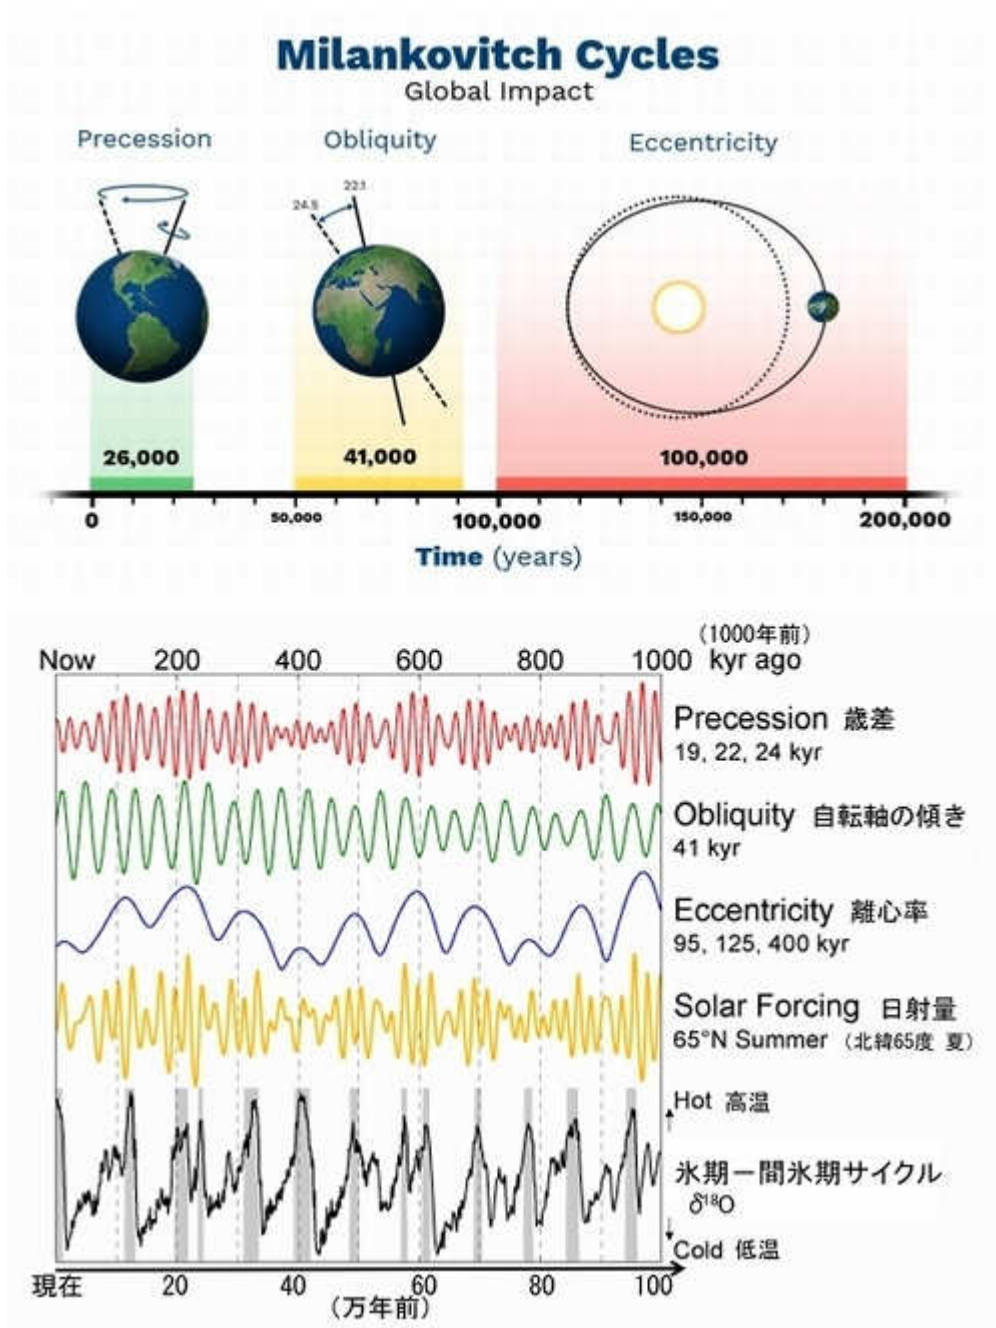 Milankovitch Cycles
Global Impact
Precession
Obliquity
Eccentricity
22.1
24.5
26,000
41,000
100,000
0
50,000
100,000
150,000
200,000
Time (years)
(1000年前)
Now 200 400 600 800 1000 kyr ago
Precession 歳差
19, 22, 24 kyr
Obliquity 自転軸の傾き
41 kyr
Eccentricity 離心率
95, 125, 400 kyr
Solar Forcing 日射量
65°N Summer (北緯65度 夏)
Hot 高温
氷期ー間氷期サイクル
δ¹⁸O
Cold 低温
現在 20 40 60 80 100
(万年前)